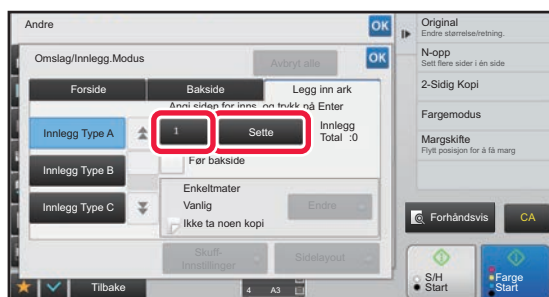 Andre
OK
Omslag/Innlegg.Modus
Avbryt alle
OK
Forside
Bakside
Legg inn ark
Angi siden for inns. og trykk på Enter
Innlegg Type A
1
Sette
Innlegg
Total :0
Før bakside
Innlegg Type B
Enkeltmater
Vanlig
Endre
Innlegg Type C
Ikke ta noen kopi
Skuff-
Innstillinger
Sidelayout
Tilbake
4
A3
Original
Endre størrelse/retning.
N-opp
Sett flere sider i én side
2-Sidig Kopi
Fargemodus
Margskifte
Flytt posisjon for å få marg
Forhåndsvis
CA
S/H
Start
Farge
Start